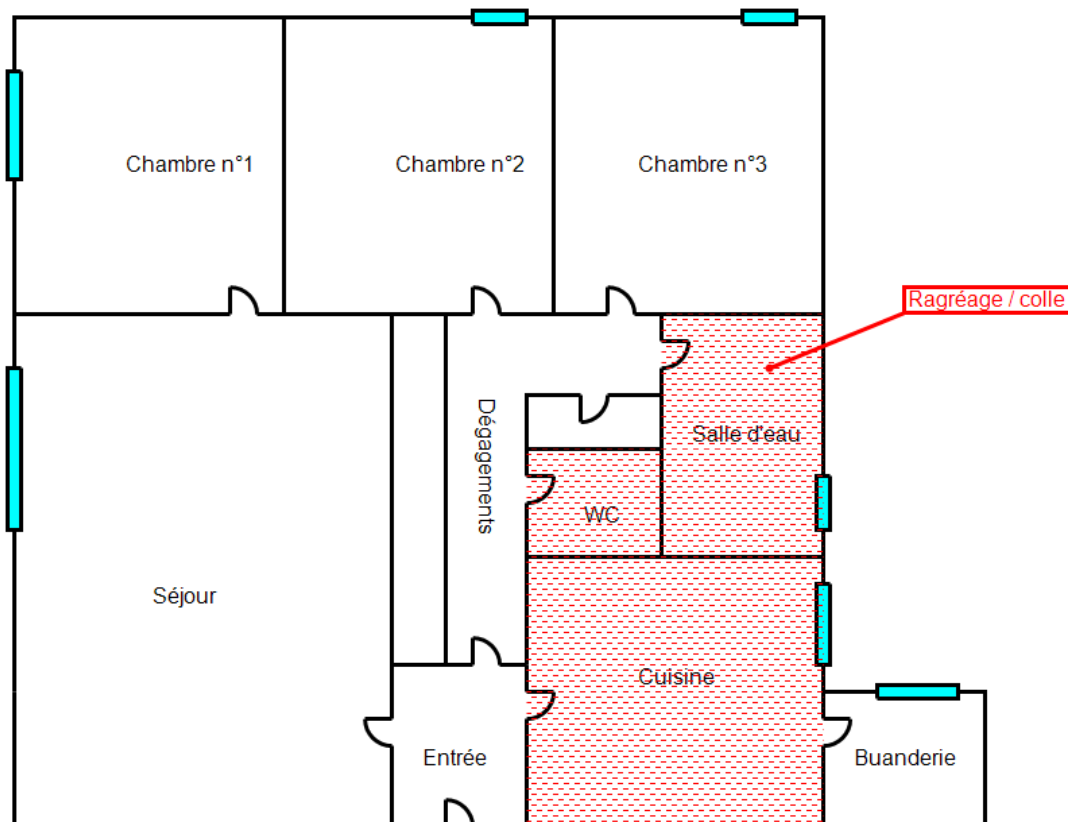 Chambre n°1
Chambre n°2
Chambre n°3
Ragréage / colle
Dégagements
Salle d'eau
WC
Séjour
Cuisine
Entrée
Buanderie